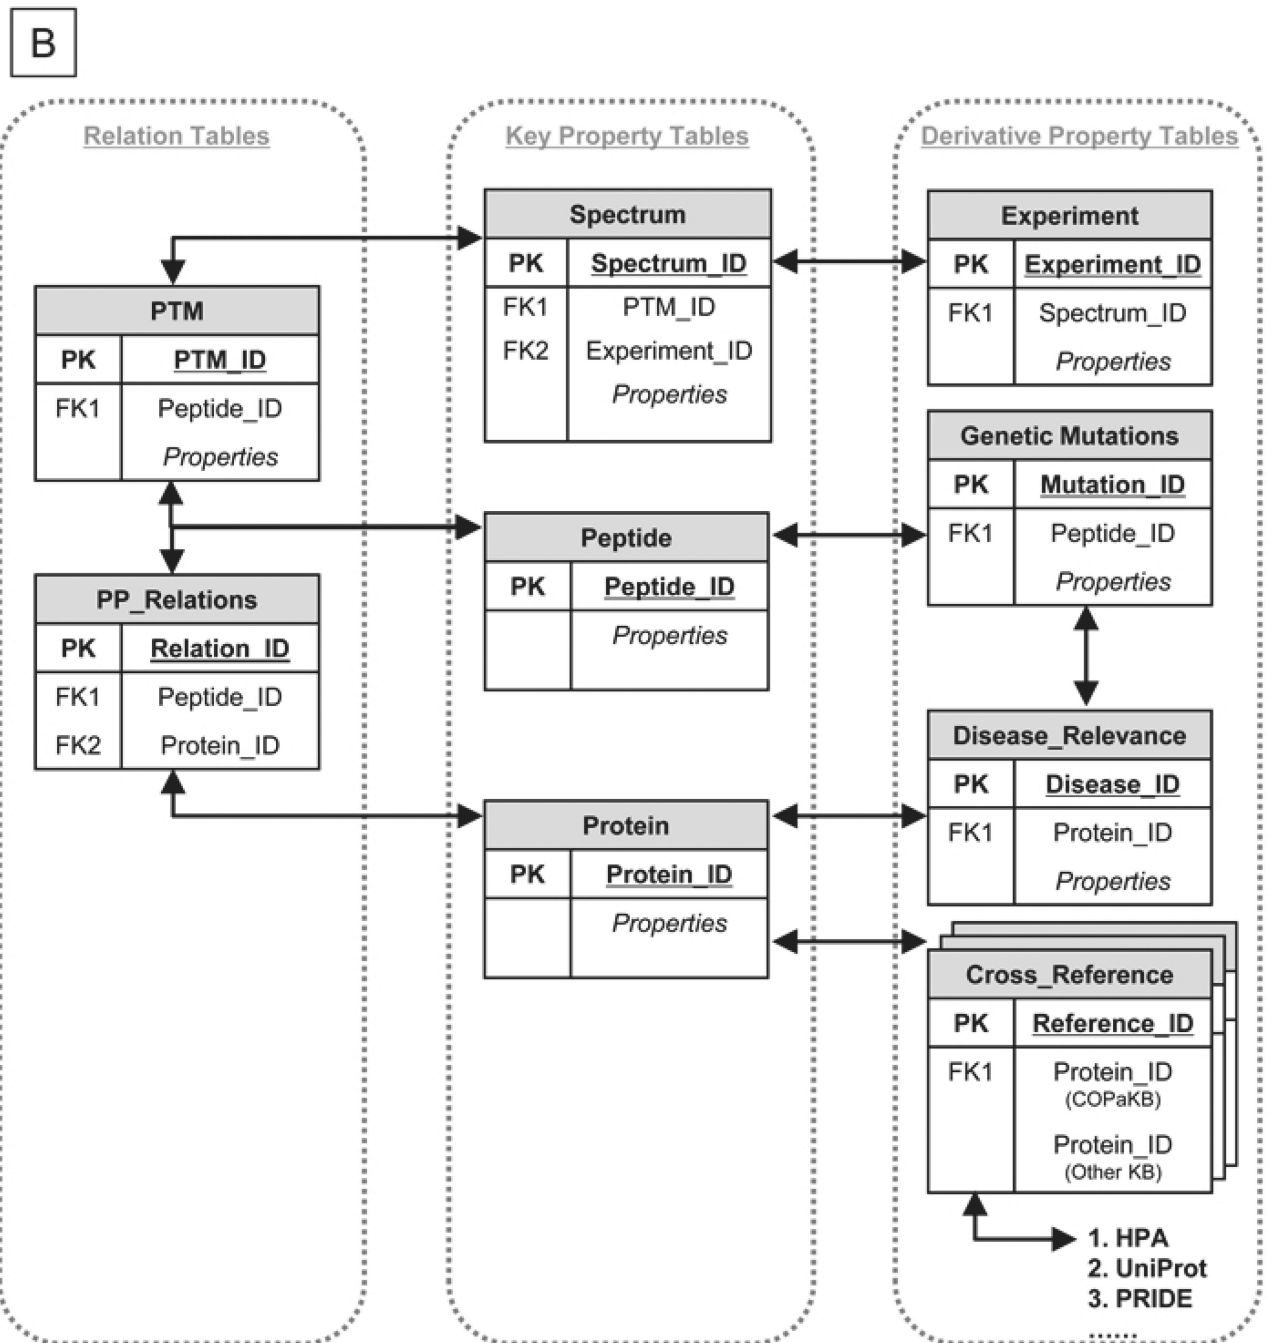 B
Relation Tables
PTM
PK PTM_ID
FK1 Peptide_ID
Properties
PP_Relations
PK Relation_ID
FK1 Peptide_ID
FK2 Protein_ID
Key Property Tables
Spectrum
PK Spectrum_ID
FK1 PTM_ID
FK2 Experiment_ID
Properties
Peptide
PK Peptide_ID
Properties
Protein
PK Protein_ID
Properties
Derivative Property Tables
Experiment
PK Experiment_ID
FK1 Spectrum_ID
Properties
Genetic Mutations
PK Mutation_ID
FK1 Peptide_ID
Properties
Disease_Relevance
PK Disease_ID
FK1 Protein_ID
Properties
Cross_Reference
PK Reference_ID
FK1 Protein_ID
(COPaKB)
Protein_ID
(Other KB)
1. HPA
2. UniProt
3. PRIDE
......